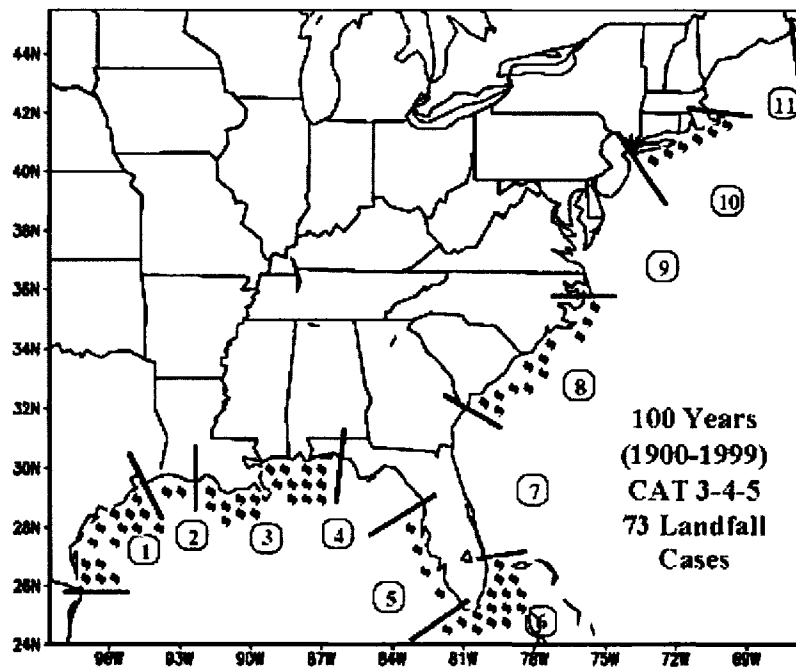 44N
42N
40N
38N
36N
34N
32N
30N
28N
26N
24N
96W
93W
90W
87W
84W
81W
75W
72W
69W
1
2
3
4
5
6
7
8
9
10
11
100 Years
(1900-1999)
CAT 3-4-5
73 Landfall
Cases